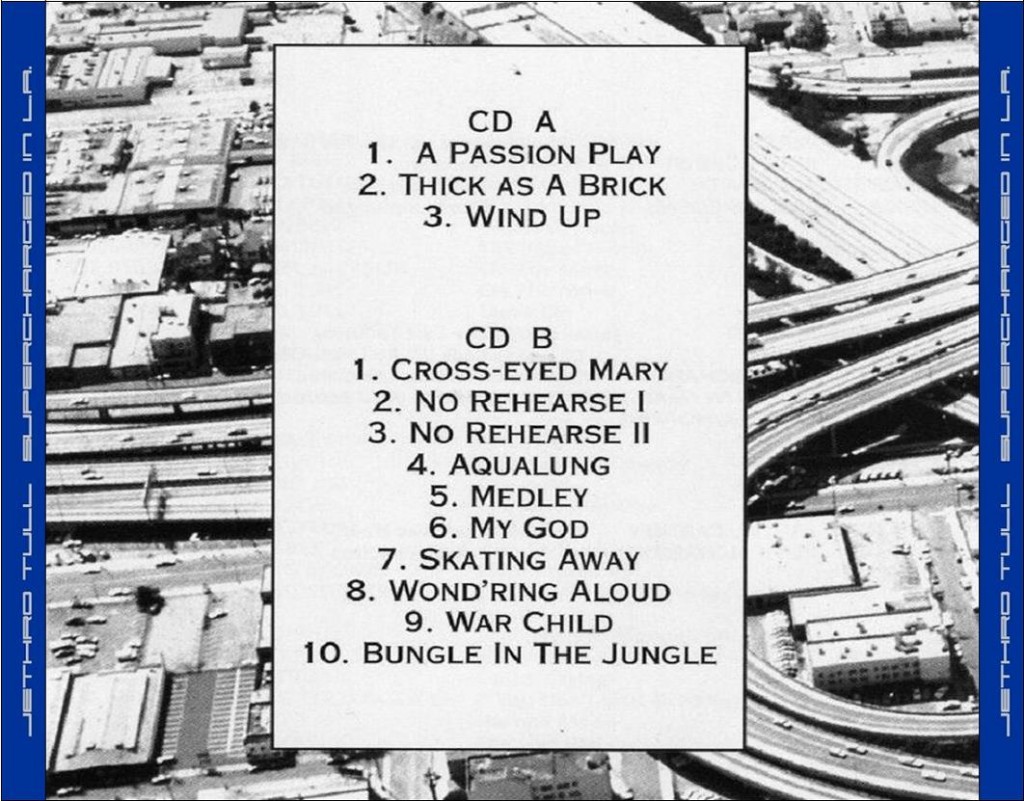 JETHRO TULL SUPERCHARGED IN L.A.
CD A
1. A PASSION PLAY
2. THICK AS A BRICK
3. WIND UP
CD B
1. CROSS-EYED MARY
2. NO REHEARSE I
3. NO REHEARSE II
4. AQUALUNG
5. MEDLEY
6. MY GOD
7. SKATING AWAY
8. WOND'RING ALOUD
9. WAR CHILD
10. BUNGLE IN THE JUNGLE
JETHRO TULL SUPERCHARGED IN L.A.